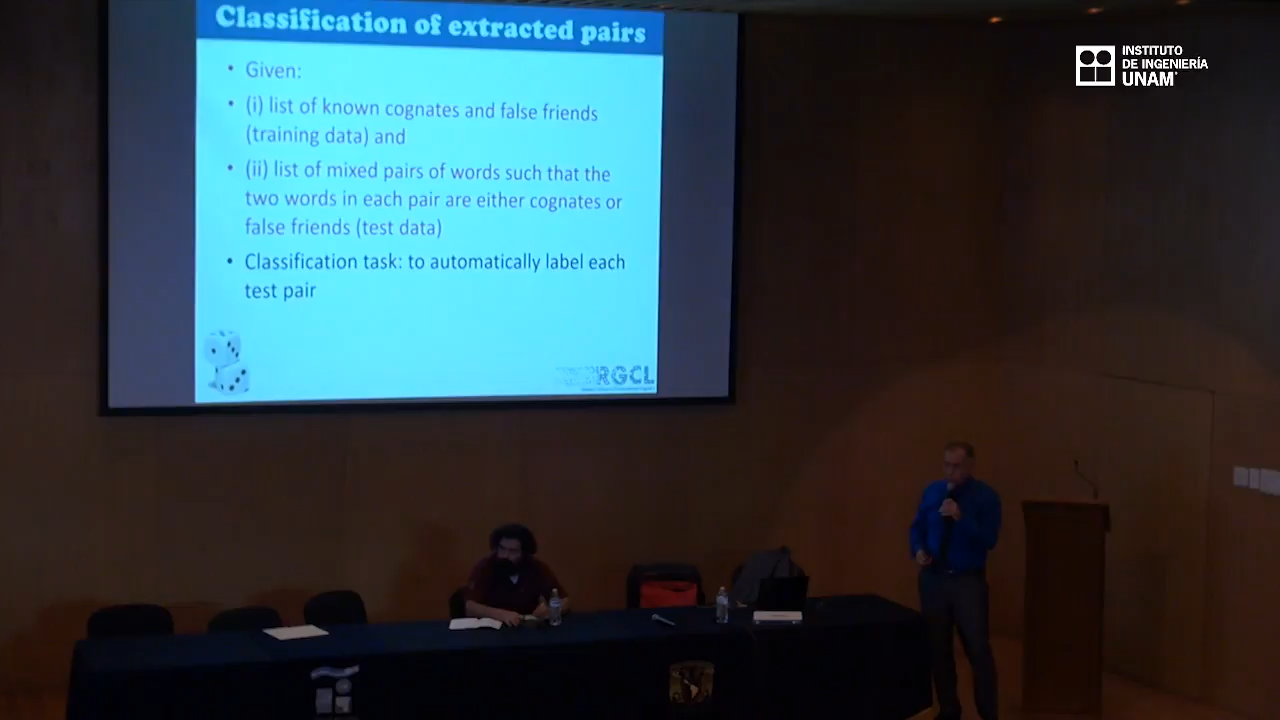 Classification of extracted pairs
• Given:
• (i) list of known cognates and false friends
(training data) and
• (ii) list of mixed pairs of words such that the
two words in each pair are either cognates or
false friends (test data)
• Classification task: to automatically label each
test pair
RGCL
INSTITUTO
DE INGENIERÍA
UNAM